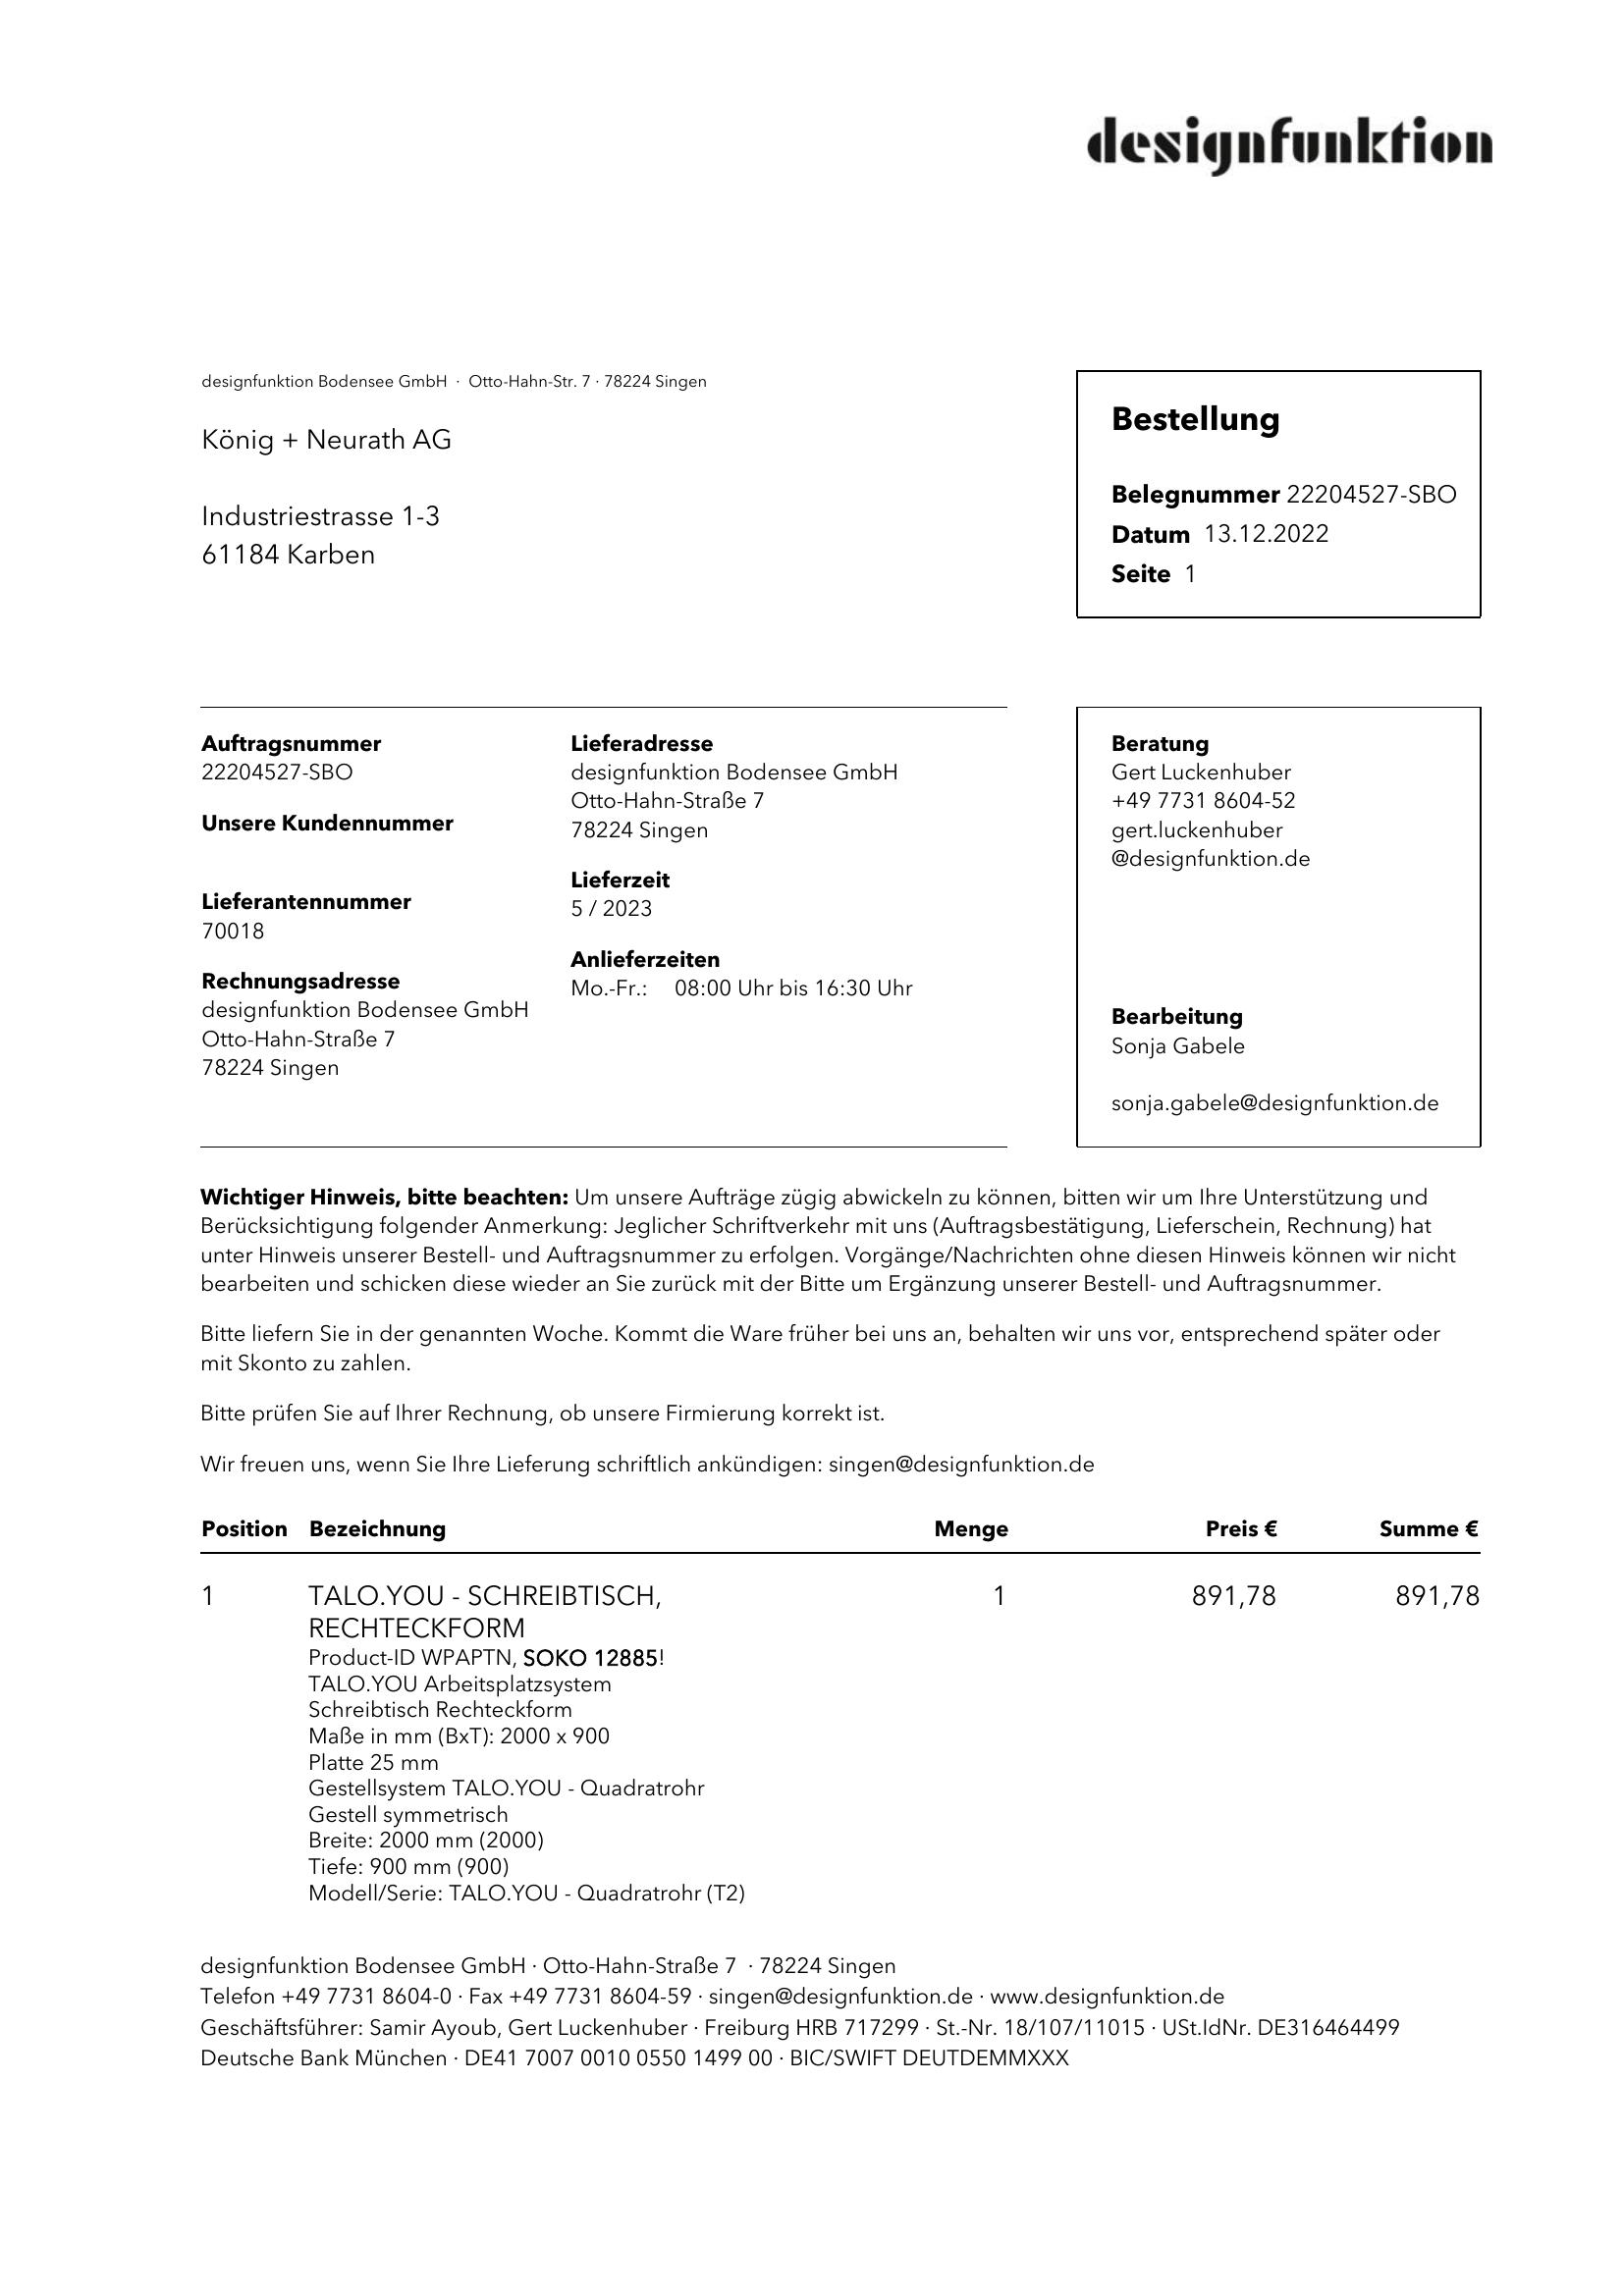 designfunktion
designfunktion Bodensee GmbH · Otto-Hahn-Str. 7 · 78224 Singen
König + Neurath AG
Industriestrasse 1-3
61184 Karben
Bestellung
Belegnummer 22204527-SBO
Datum 13.12.2022
Seite 1
Auftragsnummer
22204527-SBO
Unsere Kundennummer
Lieferantennummer
70018
Rechnungsadresse
designfunktion Bodensee GmbH
Otto-Hahn-Straße 7
78224 Singen
Lieferadresse
designfunktion Bodensee GmbH
Otto-Hahn-Straße 7
78224 Singen
Lieferzeit
5 / 2023
Anlieferzeiten
Mo.-Fr.: 08:00 Uhr bis 16:30 Uhr
Beratung
Gert Luckenhuber
+49 7731 8604-52
gert.luckenhuber
@designfunktion.de
Bearbeitung
Sonja Gabele
sonja.gabele@designfunktion.de
Wichtiger Hinweis, bitte beachten: Um unsere Aufträge zügig abwickeln zu können, bitten wir um Ihre Unterstützung und
Berücksichtigung folgender Anmerkung: Jeglicher Schriftverkehr mit uns (Auftragsbestätigung, Lieferschein, Rechnung) hat
unter Hinweis unserer Bestell- und Auftragsnummer zu erfolgen. Vorgänge/Nachrichten ohne diesen Hinweis können wir nicht
bearbeiten und schicken diese wieder an Sie zurück mit der Bitte um Ergänzung unserer Bestell- und Auftragsnummer.
Bitte liefern Sie in der genannten Woche. Kommt die Ware früher bei uns an, behalten wir uns vor, entsprechend später oder
mit Skonto zu zahlen.
Bitte prüfen Sie auf Ihrer Rechnung, ob unsere Firmierung korrekt ist.
Wir freuen uns, wenn Sie Ihre Lieferung schriftlich ankündigen: singen@designfunktion.de
Position Bezeichnung Menge Preis € Summe €
1 TALO.YOU - SCHREIBTISCH, 1 891,78 891,78
RECHTECKFORM
Product-ID WPAPTN, SOKO 12885!
TALO.YOU Arbeitsplatzsystem
Schreibtisch Rechteckform
Maße in mm (BxT): 2000 x 900
Platte 25 mm
Gestellsystem TALO.YOU - Quadratrohr
Gestell symmetrisch
Breite: 2000 mm (2000)
Tiefe: 900 mm (900)
Modell/Serie: TALO.YOU - Quadratrohr (T2)
designfunktion Bodensee GmbH · Otto-Hahn-Straße 7 · 78224 Singen
Telefon +49 7731 8604-0 · Fax +49 7731 8604-59 · singen@designfunktion.de · www.designfunktion.de
Geschäftsführer: Samir Ayoub, Gert Luckenhuber · Freiburg HRB 717299 · St.-Nr. 18/107/11015 · USt.IdNr. DE316464499
Deutsche Bank München · DE41 7007 0010 0550 1499 00 · BIC/SWIFT DEUTDEMMXXX